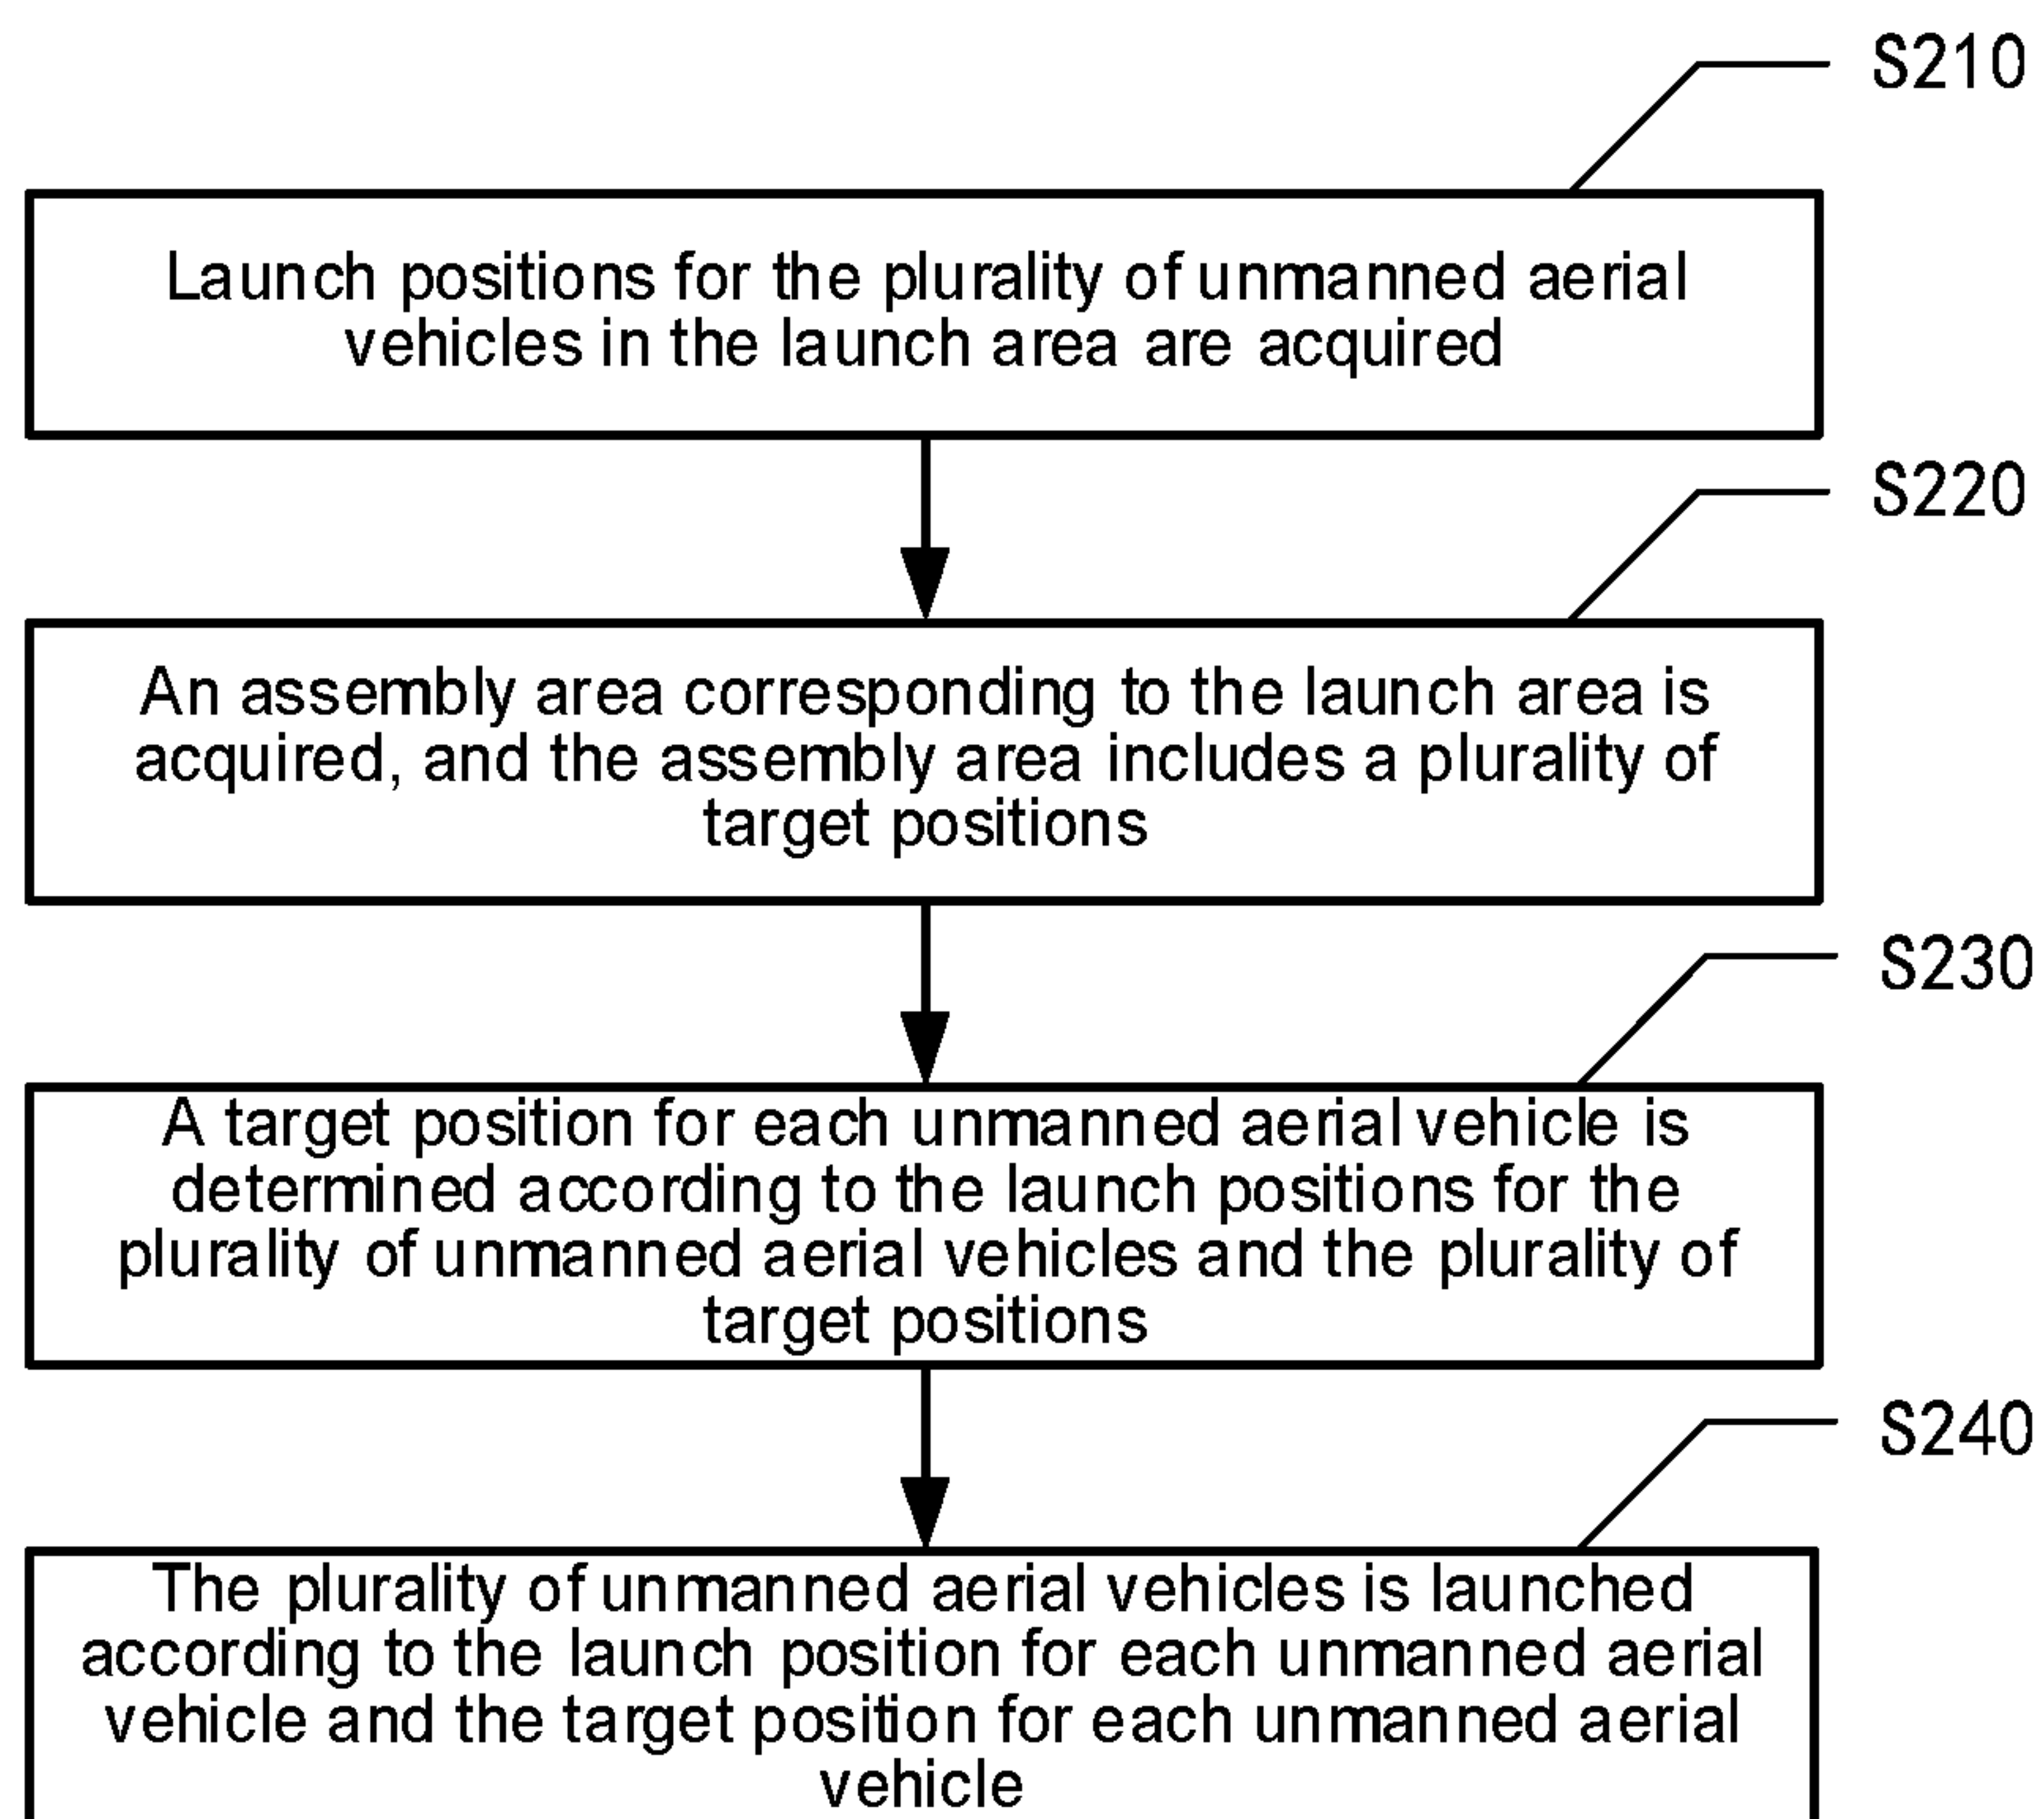 S210
Launch positions for the plurality of unmanned aerial
vehicles in the launch area are acquired
S220
An assembly area corresponding to the launch area is
acquired, and the assembly area includes a plurality of
target positions
S230
A target position for each unmanned aerial vehicle is
determined according to the launch positions for the
plurality of unmanned aerial vehicles and the plurality of
target positions
S240
The plurality of unmanned aerial vehicles is launched
according to the launch position for each unmanned aerial
vehicle and the target position for each unmanned aerial
vehicle